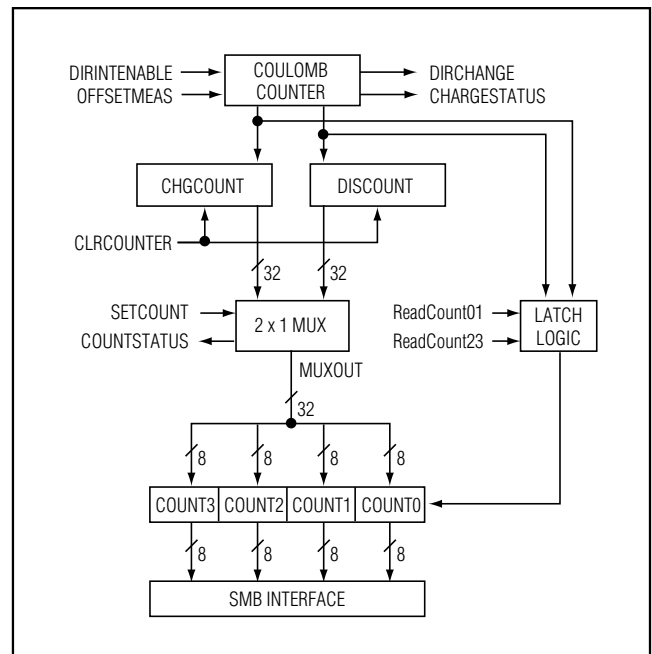 DIRINTENABLE
OFFSETMEAS
COULOMB
COUNTER
DIRCHANGE
CHARGESTATUS
CHGCOUNT
DISCOUNT
CLRCOUNTER
32
32
SETCOUNT
COUNTSTATUS
2 x 1 MUX
ReadCount01
ReadCount23
LATCH
LOGIC
MUXOUT
32
8
8
8
8
COUNT3
COUNT2
COUNT1
COUNT0
8
8
8
8
SMB INTERFACE